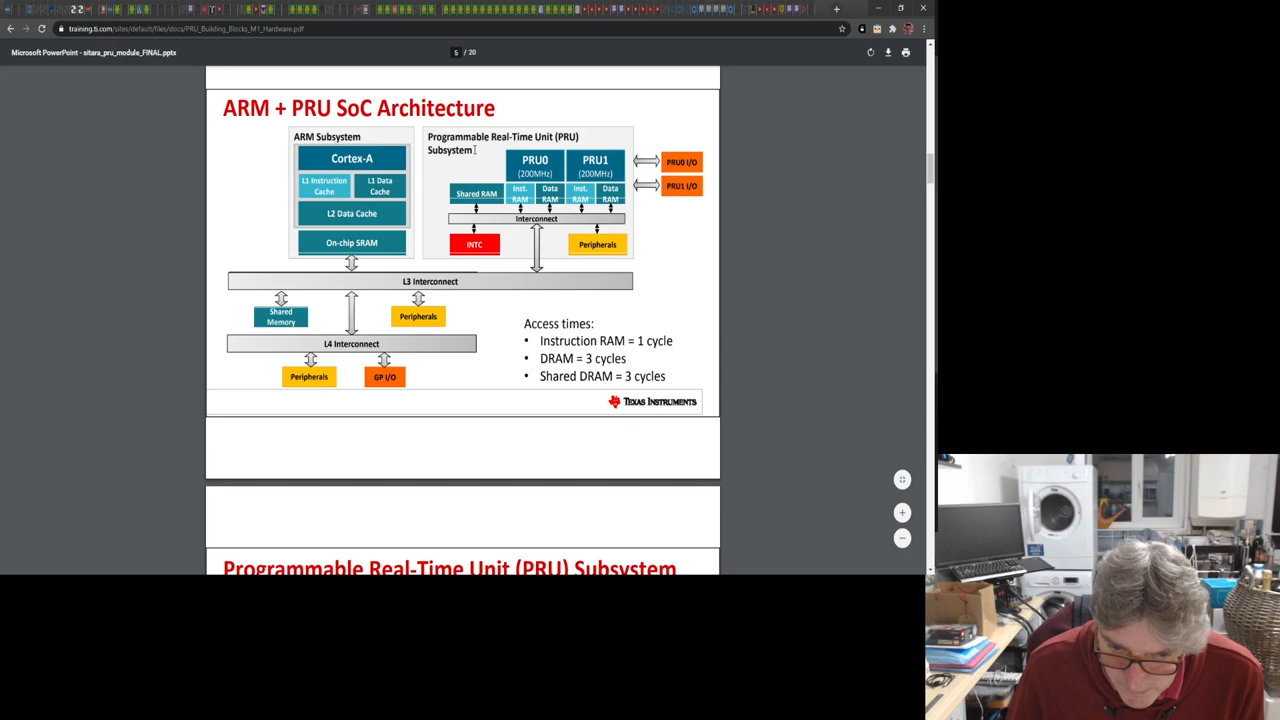 training.ti.com/sites/default/files/docs/PRU_Building_Blocks_M1_Hardware.pdf
Microsoft PowerPoint - sitara_pru_module_FINAL.pptx
5 / 20
ARM + PRU SoC Architecture
ARM Subsystem
Cortex-A
L1 Instruction Cache
L1 Data Cache
L2 Data Cache
On-chip SRAM
Programmable Real-Time Unit (PRU)
Subsystem
PRU0
(200MHz)
PRU1
(200MHz)
Shared RAM
Inst. RAM
Data RAM
Inst. RAM
Data RAM
Interconnect
INTC
Peripherals
PRU0 I/O
PRU1 I/O
L3 Interconnect
Shared Memory
Peripherals
L4 Interconnect
Peripherals
GP I/O
Access times:
• Instruction RAM = 1 cycle
• DRAM = 3 cycles
• Shared DRAM = 3 cycles
TEXAS INSTRUMENTS
Programmable Real-Time Unit (PRU) Subsystem